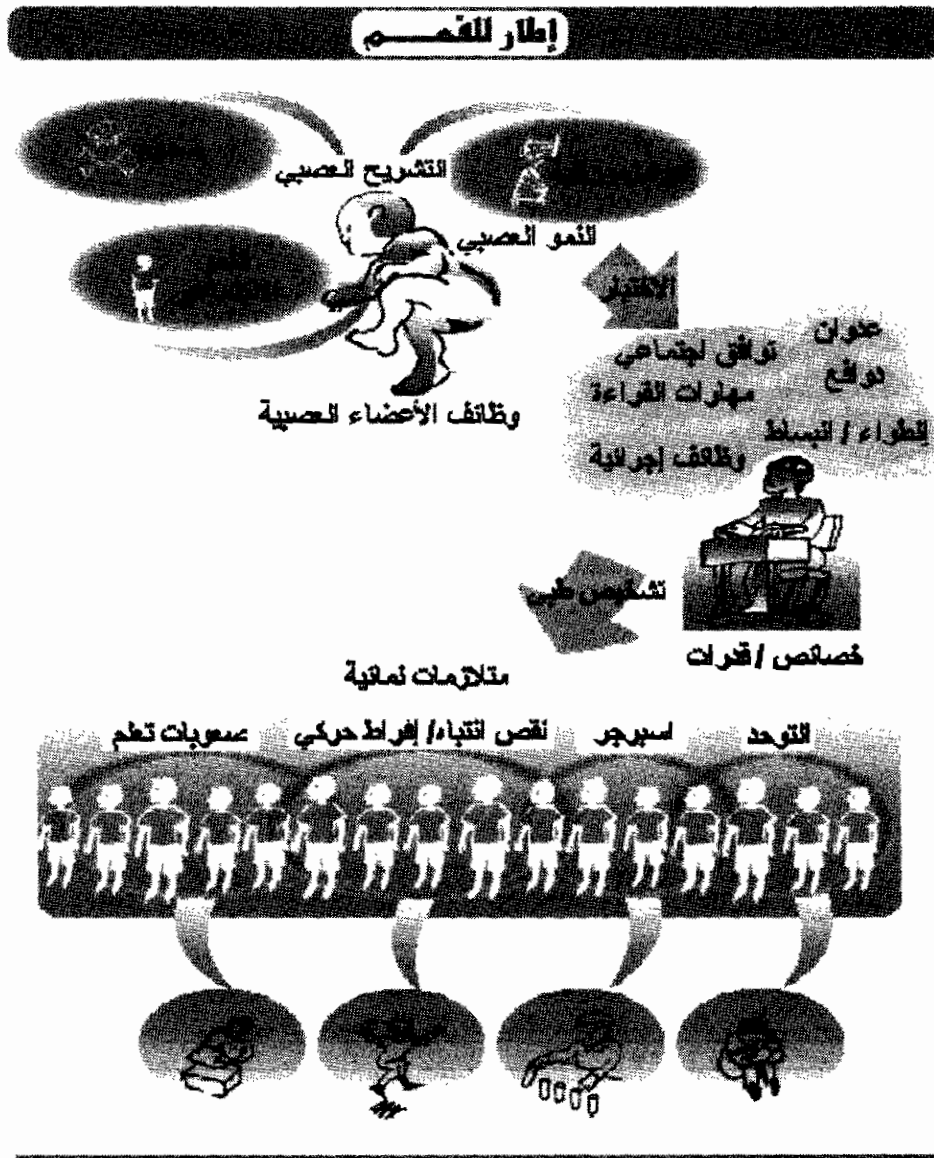 إطار للفهم
التشريح العصبي
النمو العصبي
وظائف الأعضاء العصبية
الاختبار
عدوان
توافق اجتماعي
دوافع
مهارات القراءة
إنطواء / انبساط
وظائف إجرائية
تشخيص طبي
خصائص / قدرات
متلازمات نمائية
التوحد
اسبرجر
نقص انتباه/ إفراط حركي
صعوبات تعلم